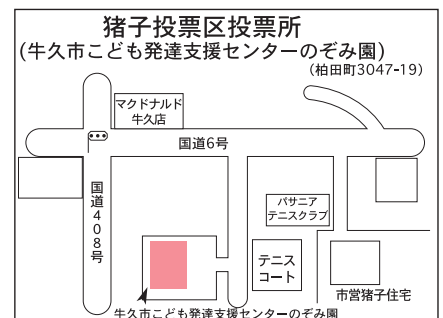 猪子投票区投票所
(牛久市こども発達支援センターのぞみ園)
(柏田町3047-19)
マクドナルド
牛久店
国道6号
国道408号
パサニア
テニスクラブ
テニス
コート
市営猪子住宅
牛久市こども発達支援センターのぞみ園